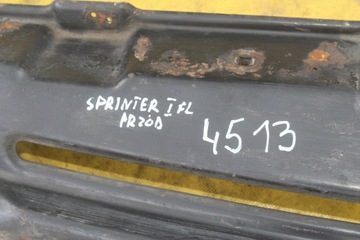 SPRINTER I FL
PRZÓD
4513